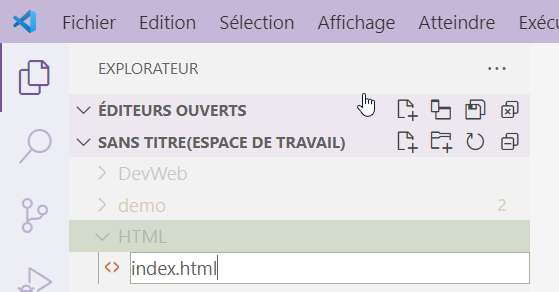 Fichier Edition Sélection Affichage Atteindre
EXPLORATEUR
ÉDITEURS OUVERTS
SANS TITRE(ESPACE DE TRAVAIL)
DevWeb
demo 2
HTML
index.html